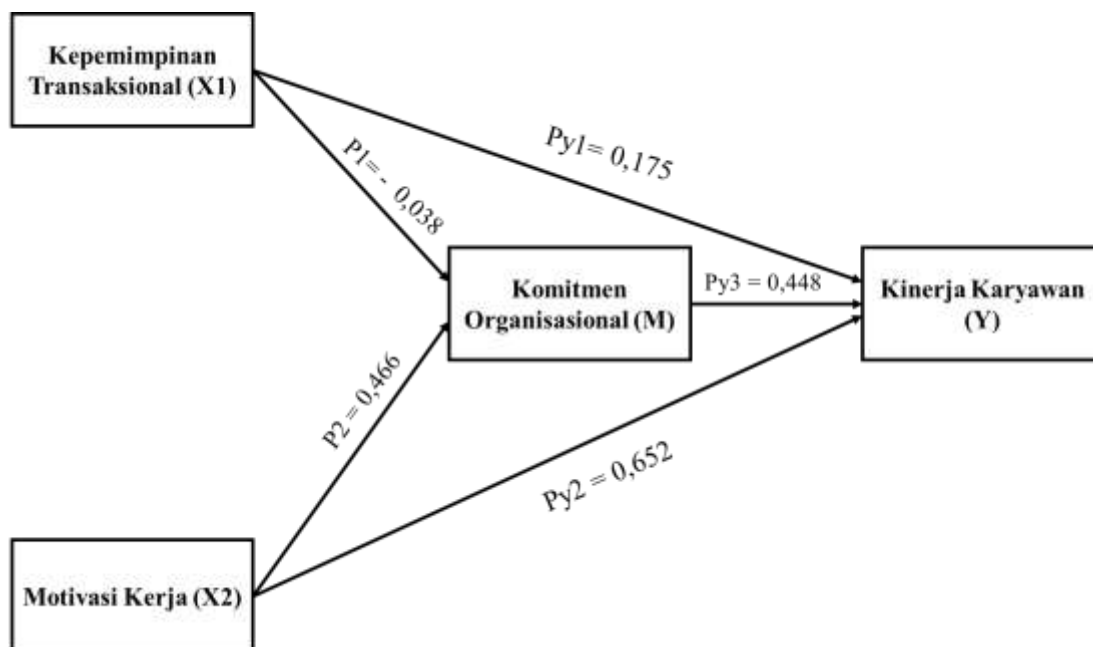 Kepemimpinan
Transaksional (X1)
Py1= 0,175
P1= - 0,038
Komitmen
Organisasional (M)
Py3 = 0,448
Kinerja Karyawan
(Y)
P2 = 0,466
Py2 = 0,652
Motivasi Kerja (X2)